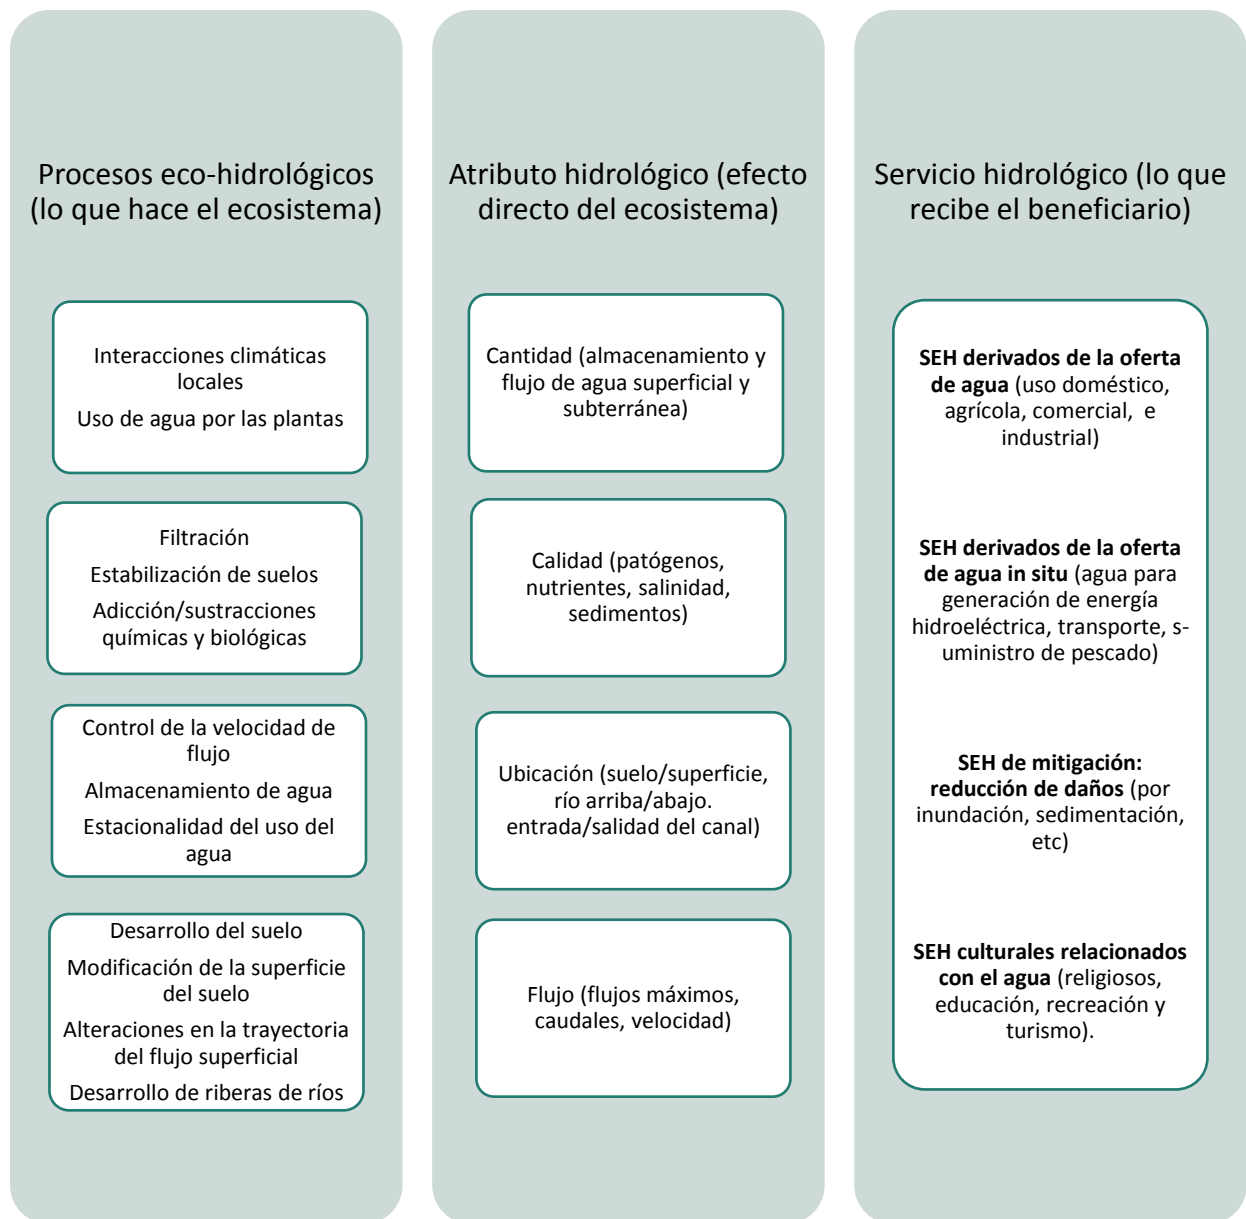 Procesos eco-hidrológicos
(lo que hace el ecosistema)
Interacciones climáticas
locales
Uso de agua por las plantas
Filtración
Estabilización de suelos
Adicción/sustracciones
químicas y biológicas
Control de la velocidad de
flujo
Almacenamiento de agua
Estacionalidad del uso del
agua
Desarrollo del suelo
Modificación de la superficie
del suelo
Alteraciones en la trayectoria
del flujo superficial
Desarrollo de riberas de ríos
Atributo hidrológico (efecto
directo del ecosistema)
Cantidad (almacenamiento y
flujo de agua superficial y
subterránea)
Calidad (patógenos,
nutrientes, salinidad,
sedimentos)
Ubicación (suelo/superficie,
río arriba/abajo.
entrada/salidad del canal)
Flujo (flujos máximos,
caudales, velocidad)
Servicio hidrológico (lo que
recibe el beneficiario)
SEH derivados de la oferta
de agua (uso doméstico,
agrícola, comercial, e
industrial)
SEH derivados de la oferta
de agua in situ (agua para
generación de energía
hidroeléctrica, transporte, s-
uministro de pescado)
SEH de mitigación:
reducción de daños (por
inundación, sedimentación,
etc)
SEH culturales relacionados
con el agua (religiosos,
educación, recreación y
turismo).